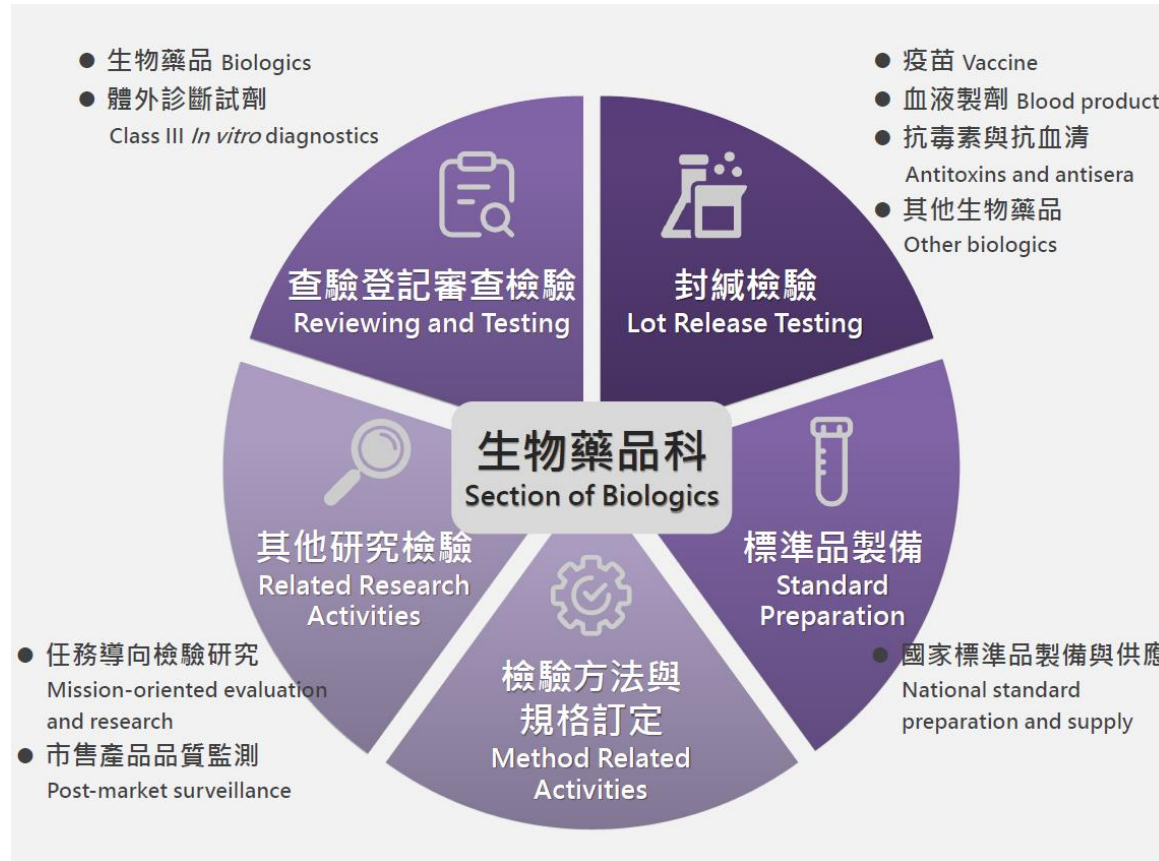 ● 生物藥品 Biologics
● 體外診斷試劑
Class III In vitro diagnostics
● 疫苗 Vaccine
● 血液製劑 Blood product
● 抗毒素與抗血清
Antitoxins and antisera
● 其他生物藥品
Other biologics
查驗登記審查檢驗
Reviewing and Testing
封緘檢驗
Lot Release Testing
生物藥品科
Section of Biologics
其他研究檢驗
Related Research
Activities
標準品製備
Standard
Preparation
檢驗方法與
規格訂定
Method Related
Activities
● 任務導向檢驗研究
Mission-oriented evaluation
and research
● 市售產品品質監測
Post-market surveillance
● 國家標準品製備與供應
National standard
preparation and supply